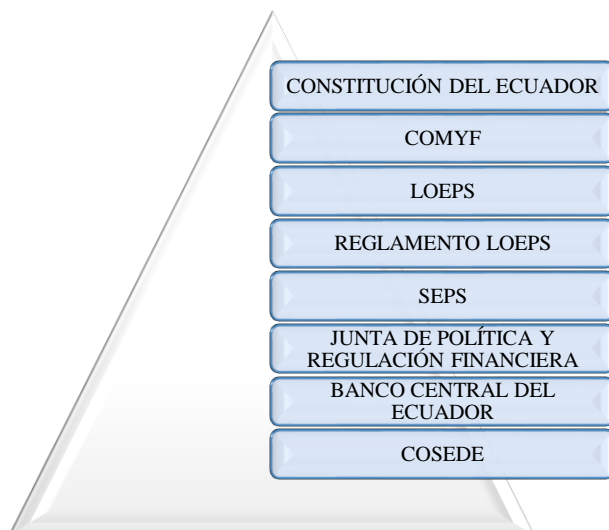 CONSTITUCIÓN DEL ECUADOR
COMYF
LOEPS
REGLAMENTO LOEPS
SEPS
JUNTA DE POLÍTICA Y
REGULACIÓN FINANCIERA
BANCO CENTRAL DEL
ECUADOR
COSEDE